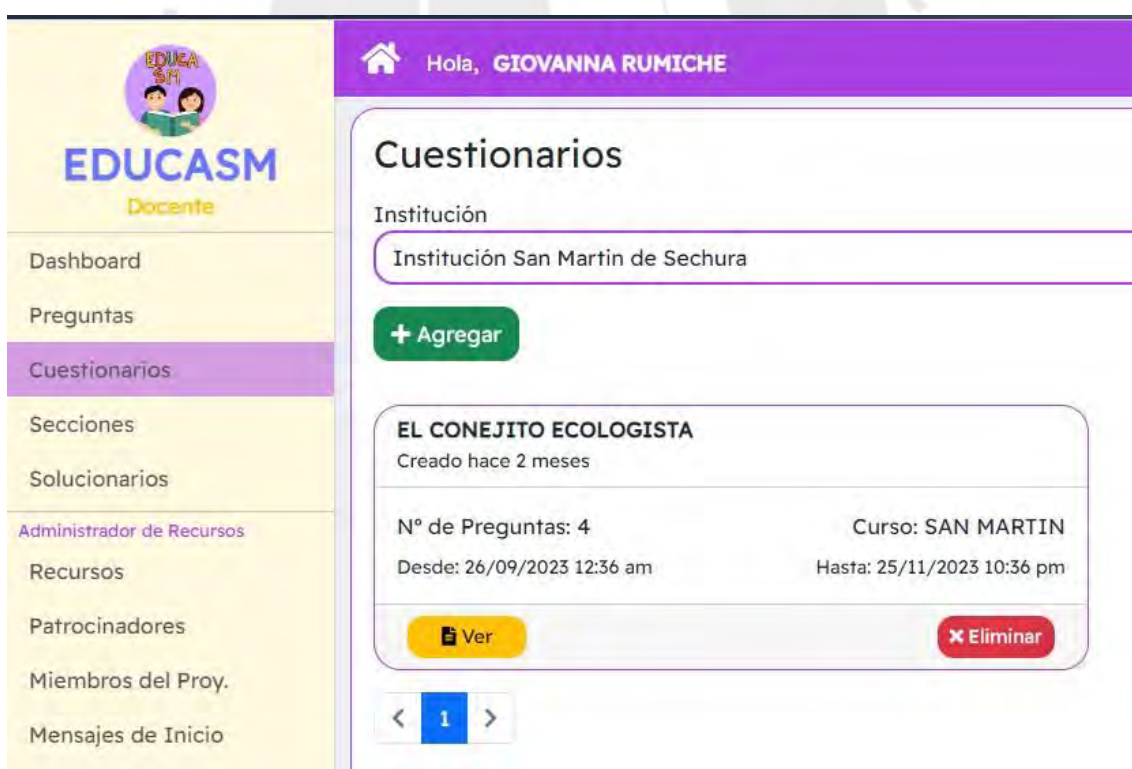 EDUCA
SM
EDUCASM
Docente
Dashboard
Preguntas
Cuestionarios
Secciones
Solucionarios
Administrador de Recursos
Recursos
Patrocinadores
Miembros del Proy.
Mensajes de Inicio
Hola, GIOVANNA RUMICHE
Cuestionarios
Institución
Institución San Martin de Sechura
+ Agregar
EL CONEJITO ECOLOGISTA
Creado hace 2 meses
Nº de Preguntas: 4 Curso: SAN MARTIN
Desde: 26/09/2023 12:36 am Hasta: 25/11/2023 10:36 pm
Ver Eliminar
< 1 >